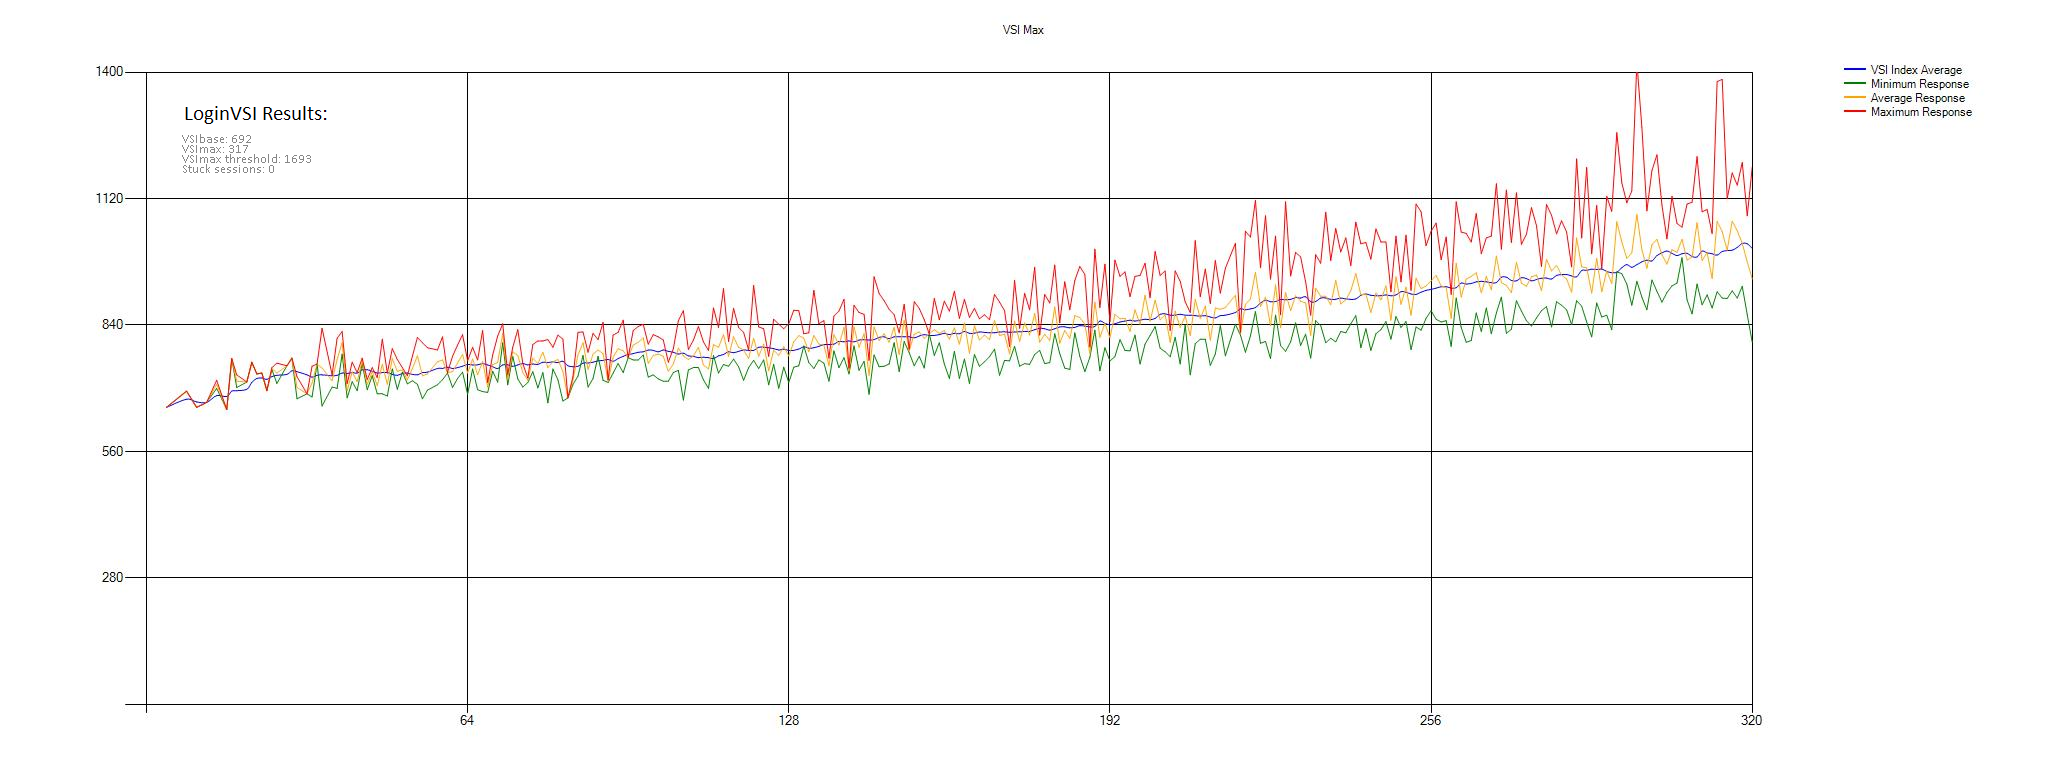 VSI Max
1400
1120
840
560
280
64
128
192
256
320
LoginVSI Results:
VSIbase: 692
VSImax: 317
VSImax threshold: 1693
Stuck sessions: 0
VSI Index Average
Minimum Response
Average Response
Maximum Response